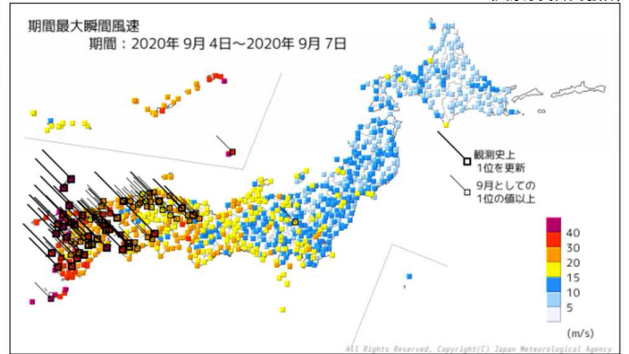 期間最大瞬間風速
期間：2020年 9月 4日～2020年 9月 7日
観測史上
1位を更新
9月としての
1位の値以上
40
30
20
15
10
5
(m/s)
All Rights Reserved, Copyright(C) Japan Meteorological Agency